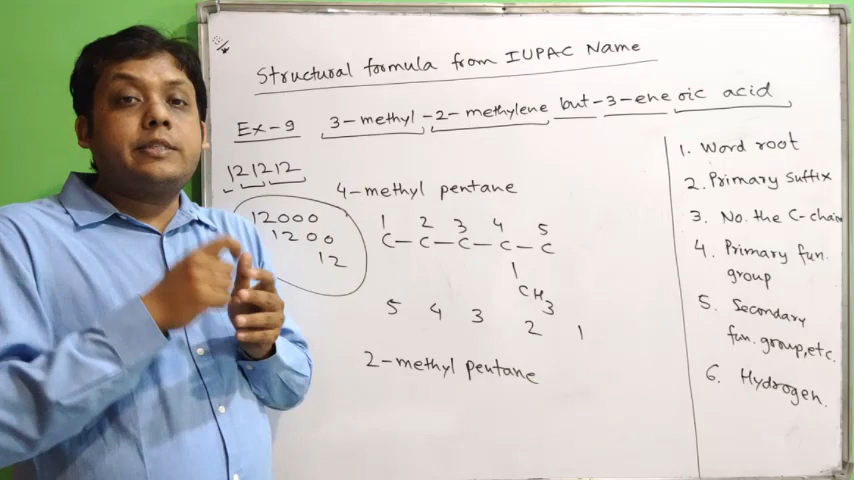 Structural formula from IUPAC Name
Ex-9 3-methyl-2-methylene but-3-ene oic acid
121212
12000
1200
12
4-methyl pentane
1 2 3 4 5
C-C-C-C-C
CH3
5 4 3 2 1
2-methyl pentane
1. Word root
2. Primary Suffix
3. No. the C-chain
4. Primary fun.
group
5. Secondary
fun. group, etc.
6. Hydrogen.